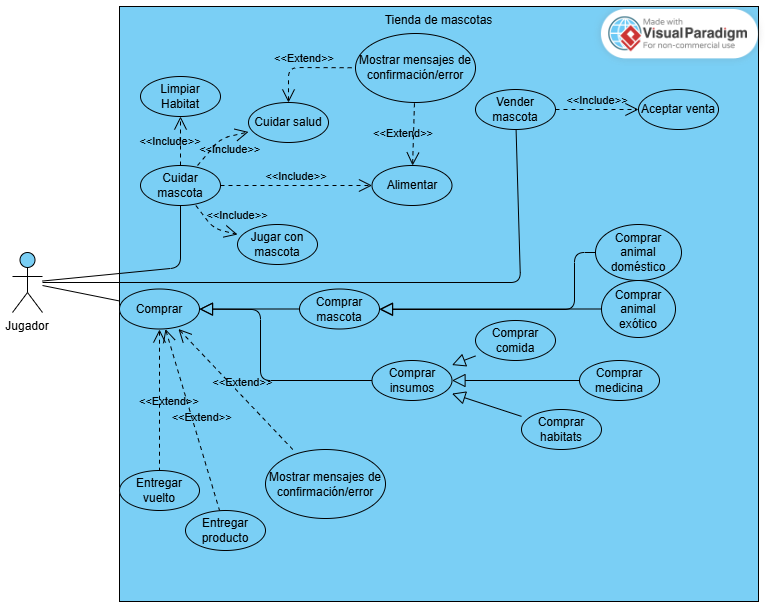 Tienda de mascotas
Made with
VisualParadigm
For non-commercial use
<<Extend>>
Mostrar mensajes de
confirmación/error
Limpiar
Habitat
Cuidar salud
Vender
mascota
<<Include>>
Aceptar venta
<<Include>>
<<Include>>
<<Extend>>
Cuidar
mascota
<<Include>>
Alimentar
<<Include>>
Jugar con
mascota
Comprar
animal
doméstico
Jugador
Comprar
Comprar
mascota
Comprar
animal
exótico
Comprar
comida
Comprar
insumos
Comprar
medicina
<<Extend>>
<<Extend>>
<<Extend>>
Comprar
habitats
Entregar
vuelto
Mostrar mensajes de
confirmación/error
Entregar
producto